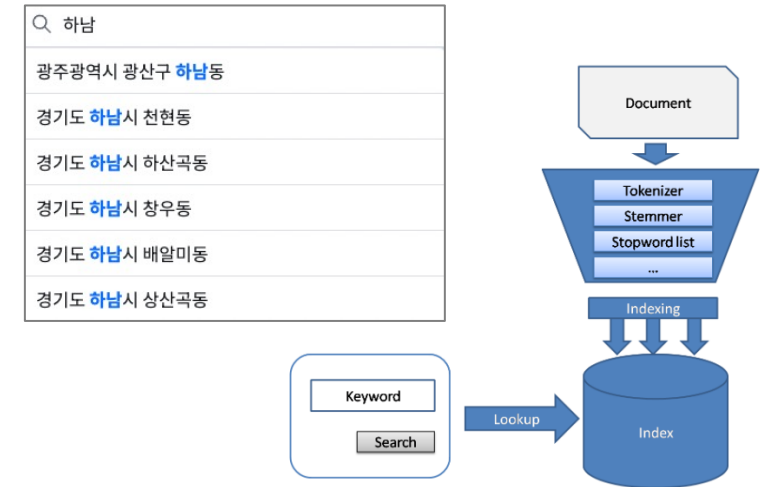 하남
광주광역시 광산구 하남동
경기도 하남시 천현동
경기도 하남시 하산곡동
경기도 하남시 창우동
경기도 하남시 배알미동
경기도 하남시 상산곡동
Document
Tokenizer
Stemmer
Stopword list
...
Indexing
Keyword
Search
Lookup
Index